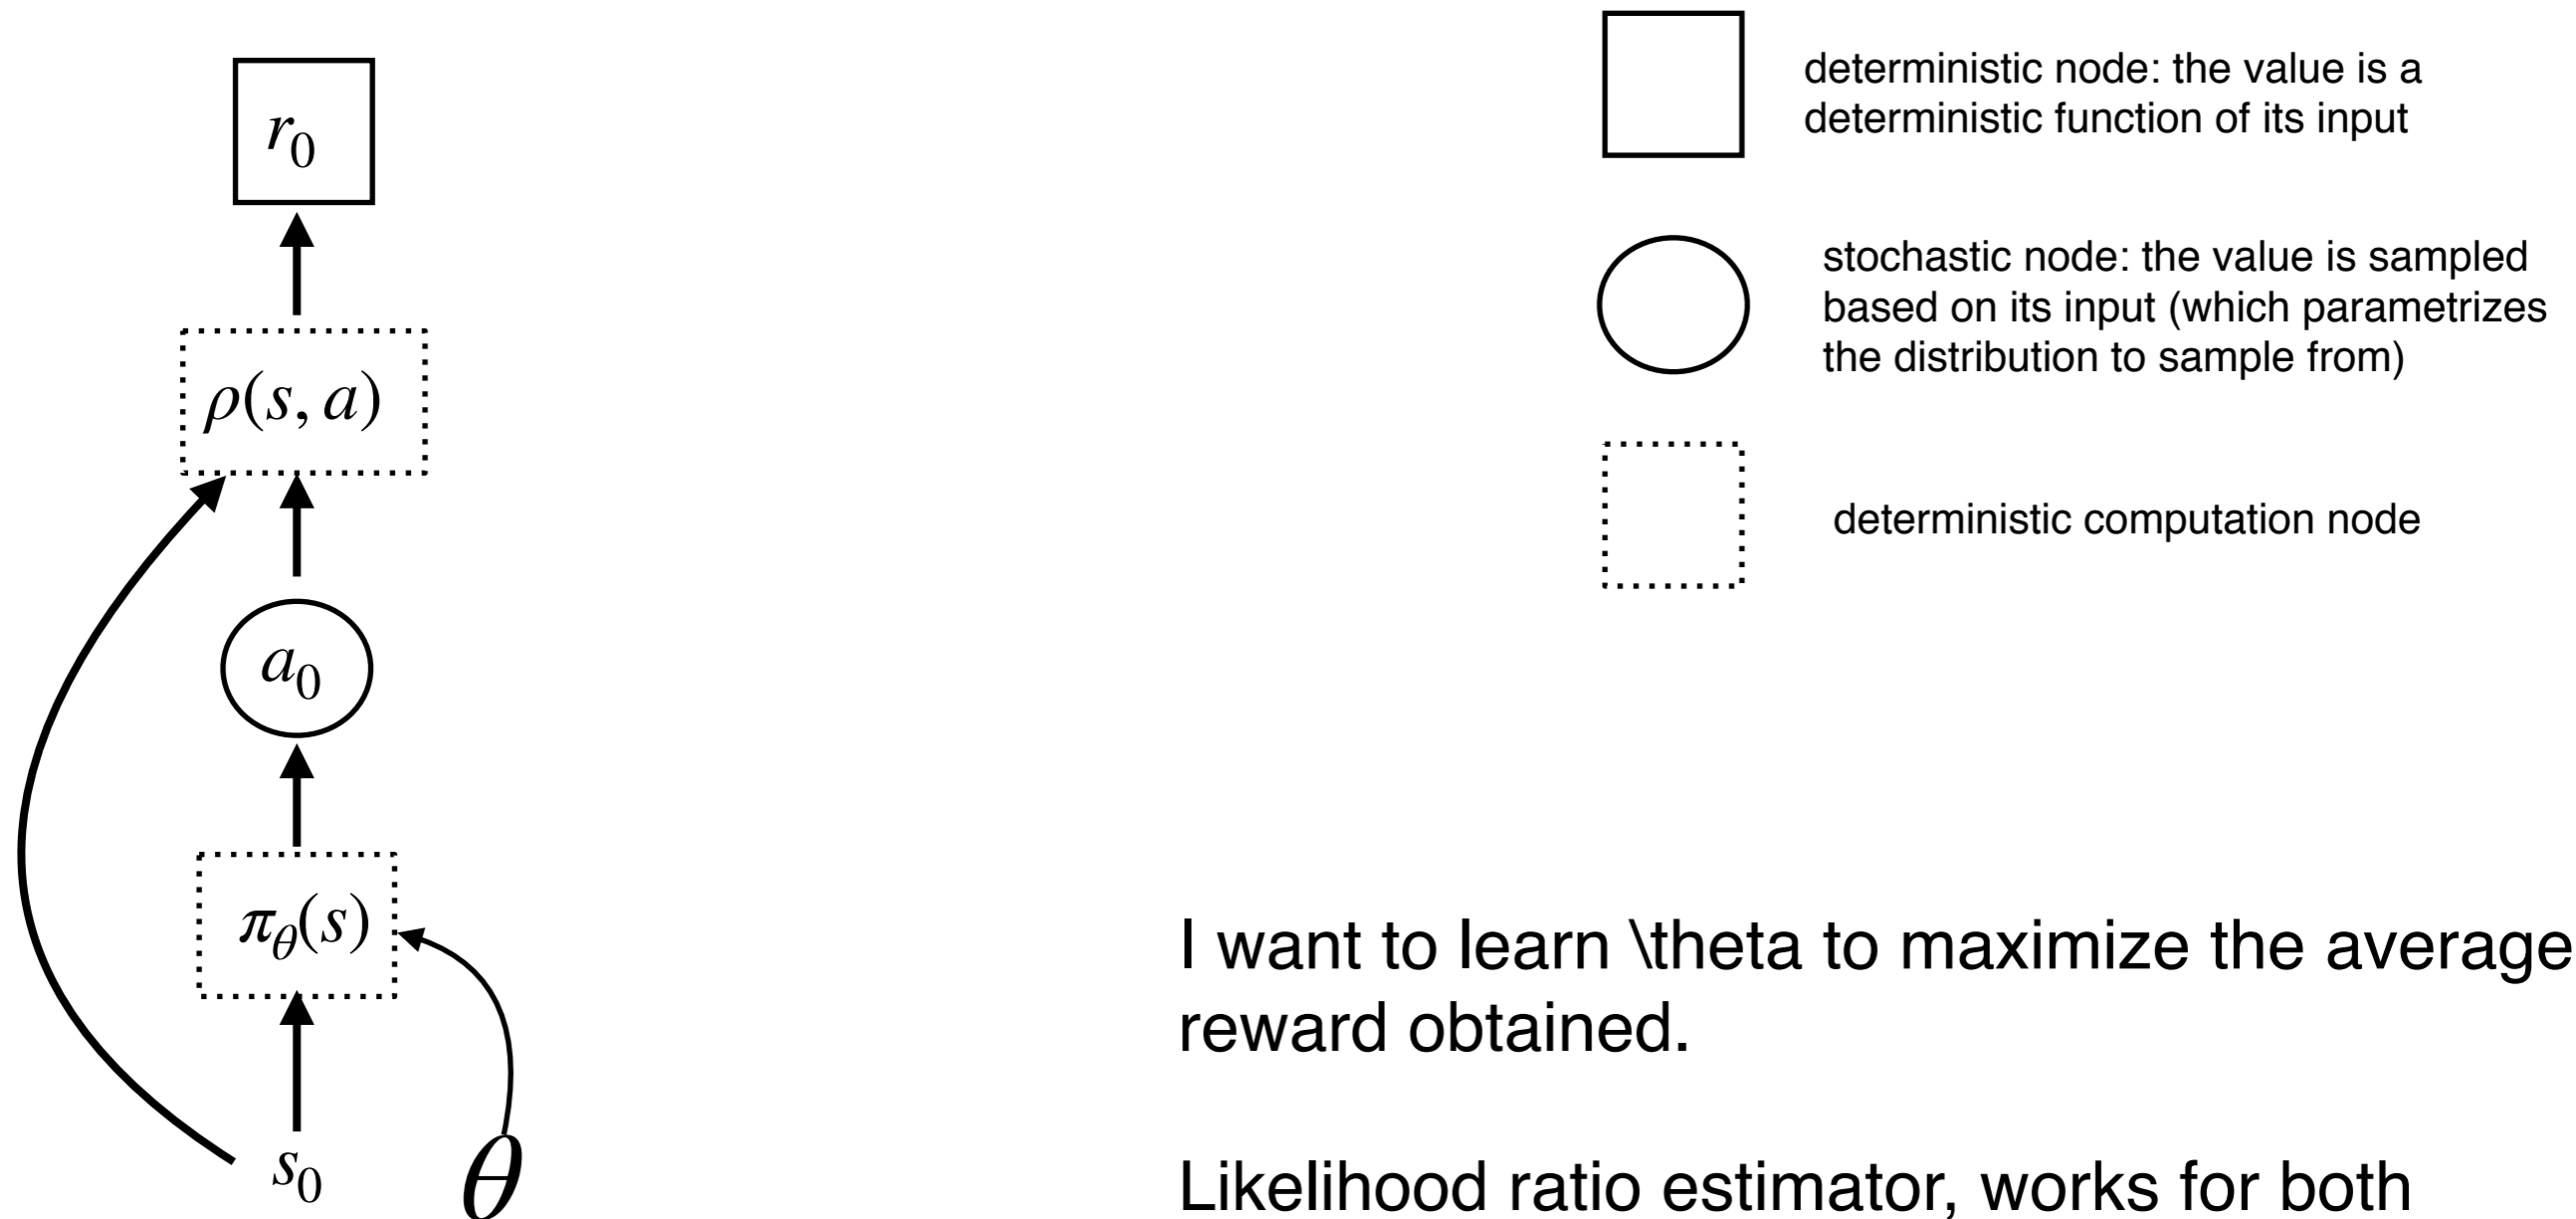 r₀
ρ(s, a)
a₀
π_θ(s)
s₀
θ
deterministic node: the value is a
deterministic function of its input
stochastic node: the value is sampled
based on its input (which parametrizes
the distribution to sample from)
deterministic computation node
I want to learn \theta to maximize the average
reward obtained.
Likelihood ratio estimator, works for both